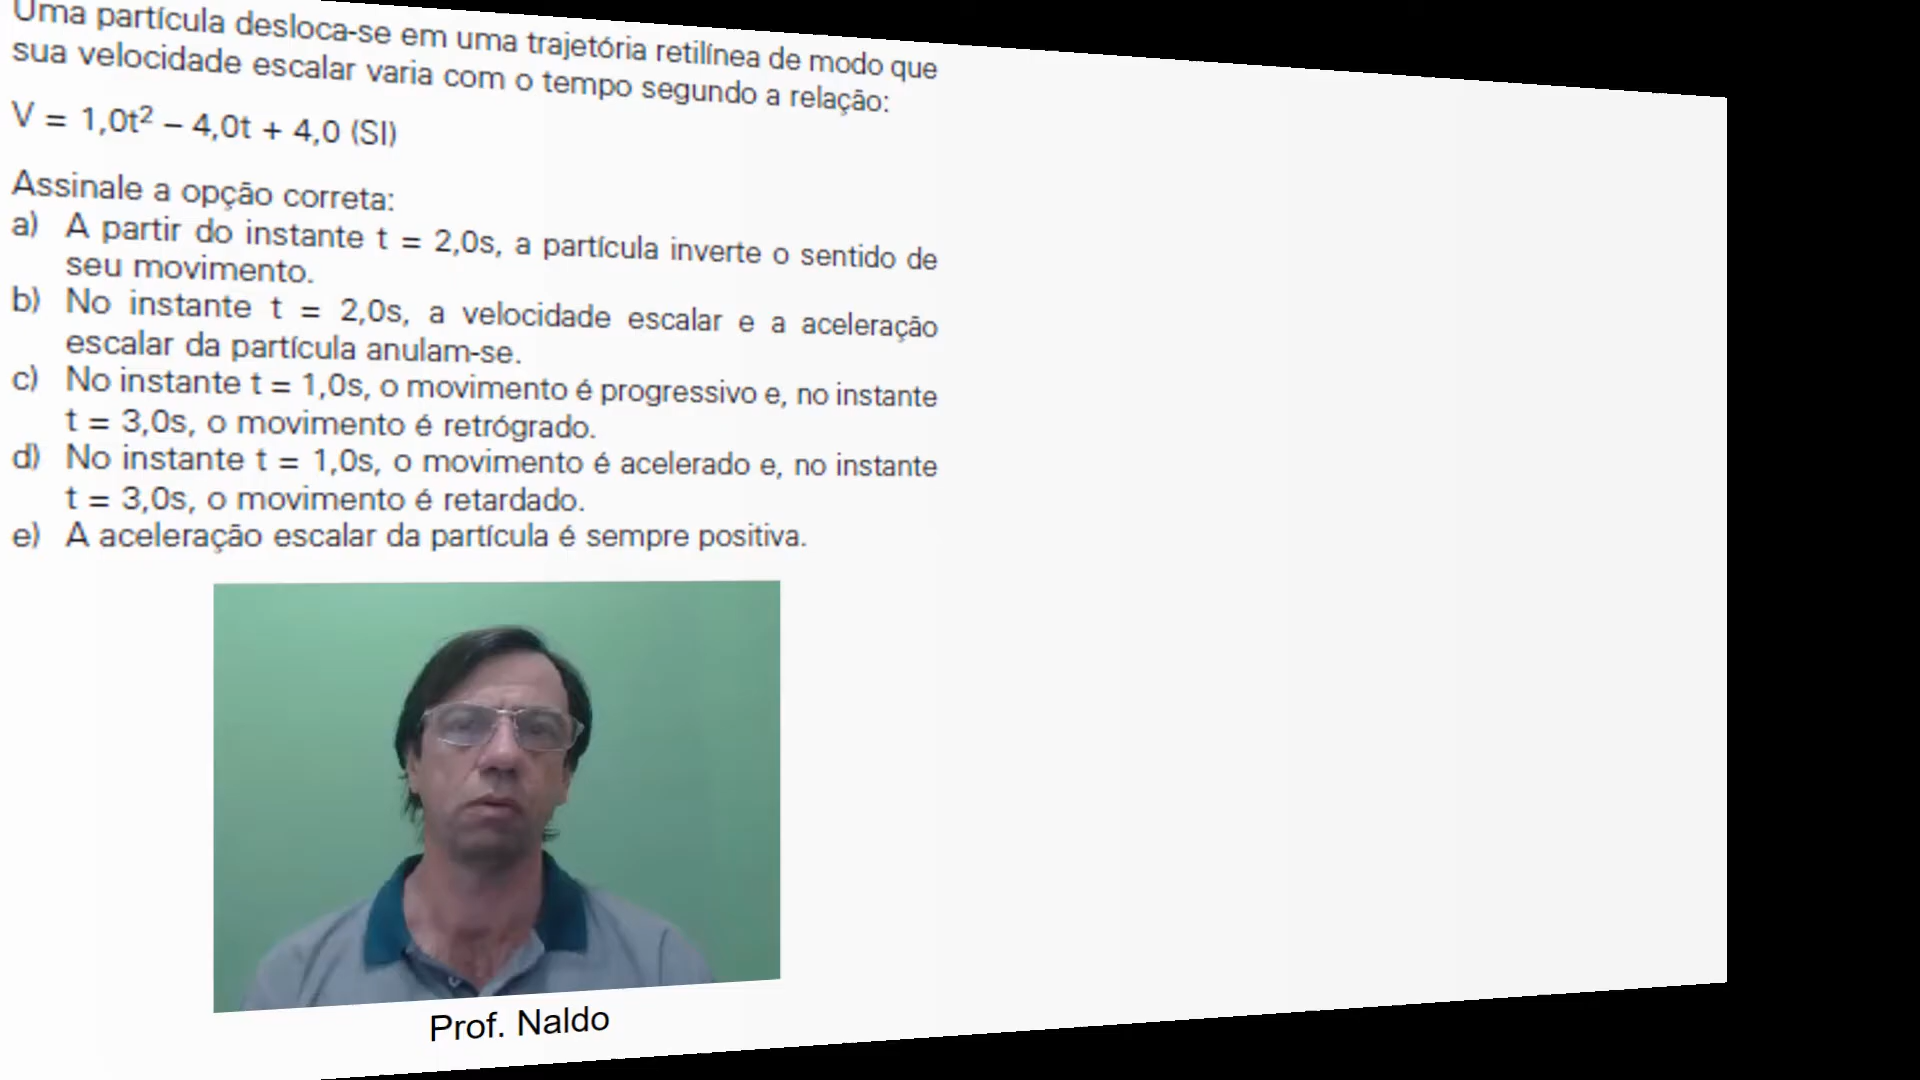 Uma partícula desloca-se em uma trajetória retilínea de modo que
sua velocidade escalar varia com o tempo segundo a relação:
V = 1,0t² – 4,0t + 4,0 (SI)
Assinale a opção correta:
a) A partir do instante t = 2,0s, a partícula inverte o sentido de
seu movimento.
b) No instante t = 2,0s, a velocidade escalar e a aceleração
escalar da partícula anulam-se.
c) No instante t = 1,0s, o movimento é progressivo e, no instante
t = 3,0s, o movimento é retrógrado.
d) No instante t = 1,0s, o movimento é acelerado e, no instante
t = 3,0s, o movimento é retardado.
e) A aceleração escalar da partícula é sempre positiva.
Prof. Naldo